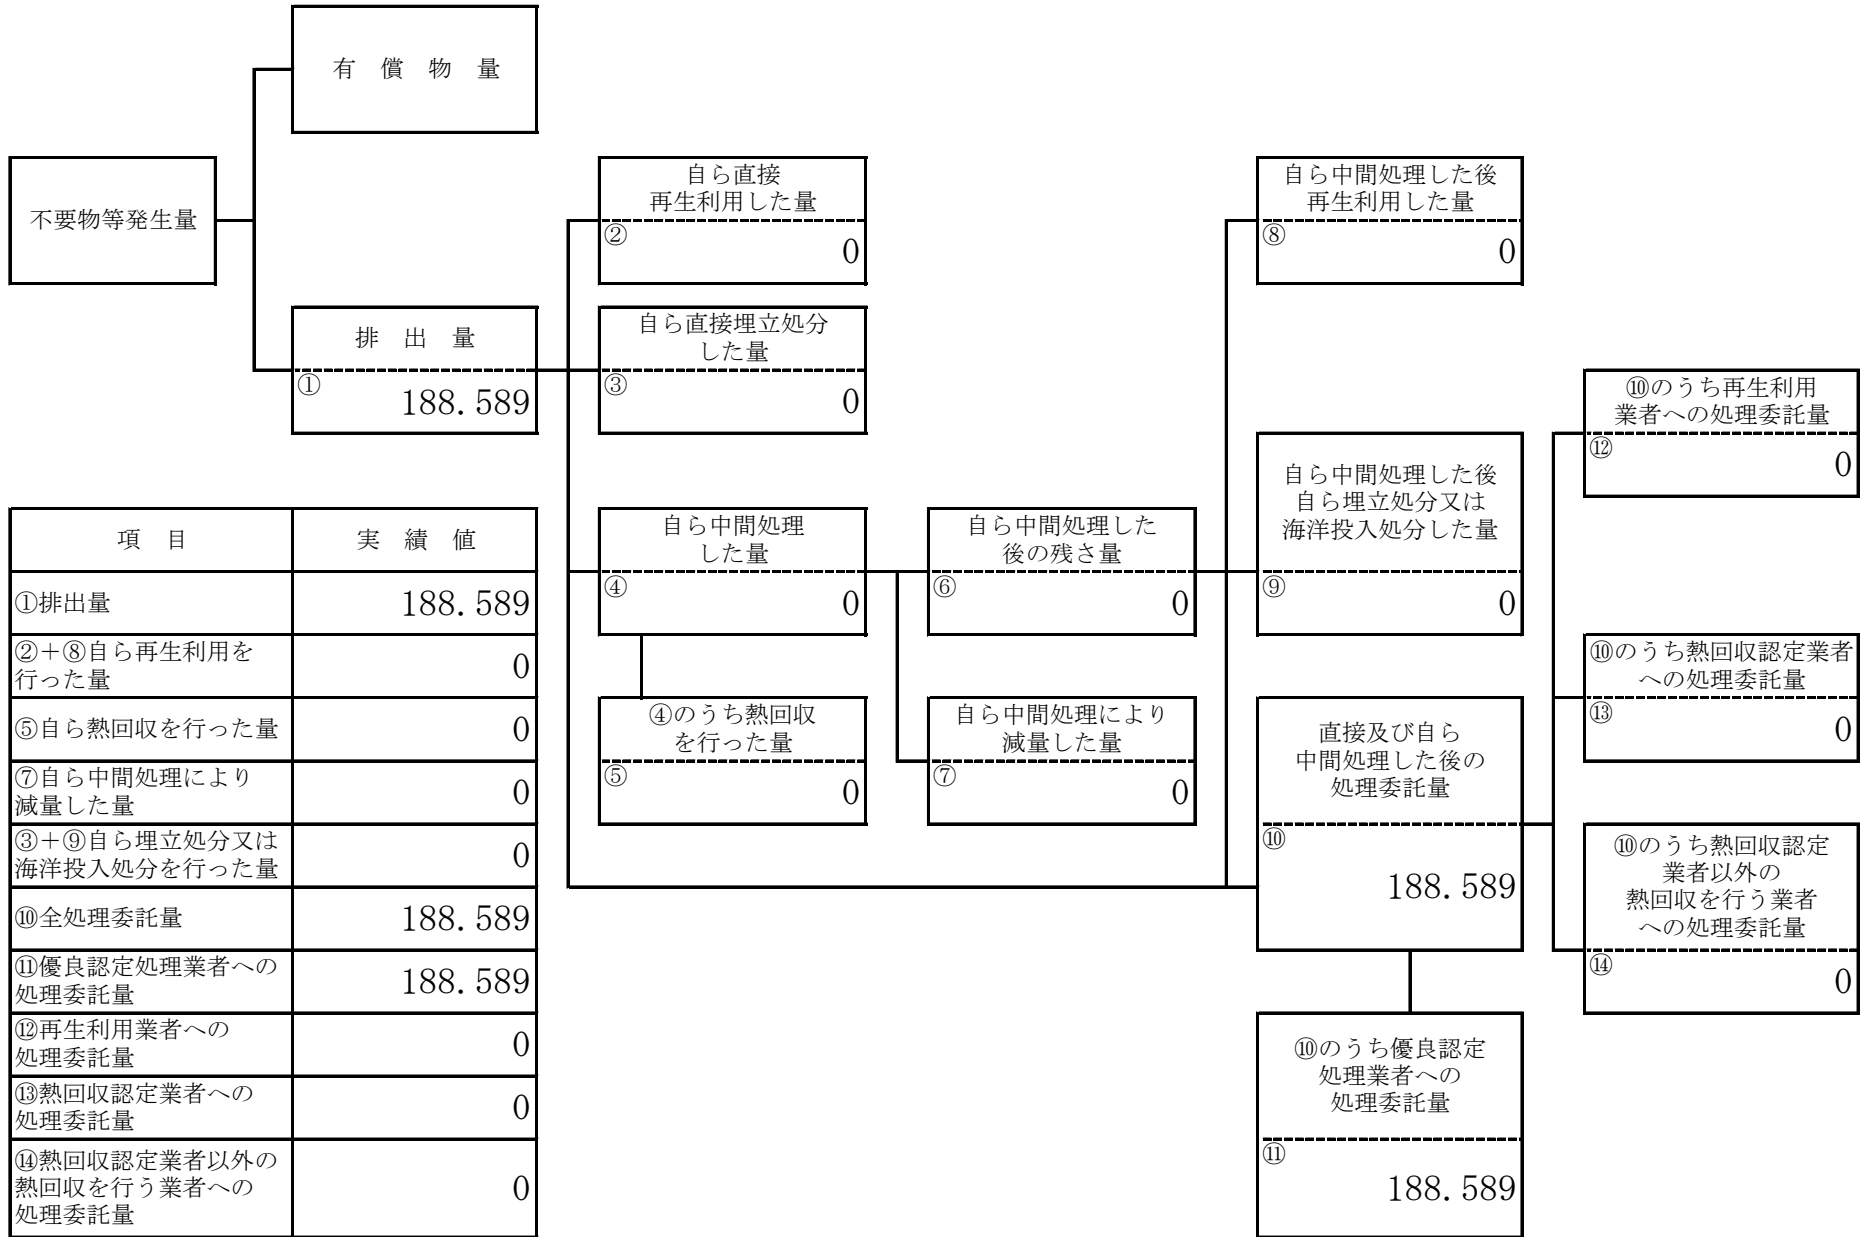 有 償 物 量
不要物等発生量
自ら直接
再生利用した量
②
0
自ら中間処理した後
再生利用した量
⑧
0
排 出 量
①
188.589
自ら直接埋立処分
した量
③
0
⑩のうち再生利用
業者への処理委託量
⑫
0
自ら中間処理
した量
④
0
自ら中間処理した
後の残さ量
⑥
0
自ら中間処理した後
自ら埋立処分又は
海洋投入処分した量
⑨
0
⑩のうち熱回収認定業者
への処理委託量
⑬
0
④のうち熱回収
を行った量
⑤
0
自ら中間処理により
減量した量
⑦
0
直接及び自ら
中間処理した後の
処理委託量
⑩
188.589
⑩のうち熱回収認定
業者以外の
熱回収を行う業者
への処理委託量
⑭
0
⑩のうち優良認定
処理業者への
処理委託量
⑪
188.589
項 目 実 績 値
①排出量 188.589
②+⑧自ら再生利用を
行った量 0
⑤自ら熱回収を行った量 0
⑦自ら中間処理により
減量した量 0
③+⑨自ら埋立処分又は
海洋投入処分を行った量 0
⑩全処理委託量 188.589
⑪優良認定処理業者への
処理委託量 188.589
⑫再生利用業者への
処理委託量 0
⑬熱回収認定業者への
処理委託量 0
⑭熱回収認定業者以外の
熱回収を行う業者への
処理委託量 0